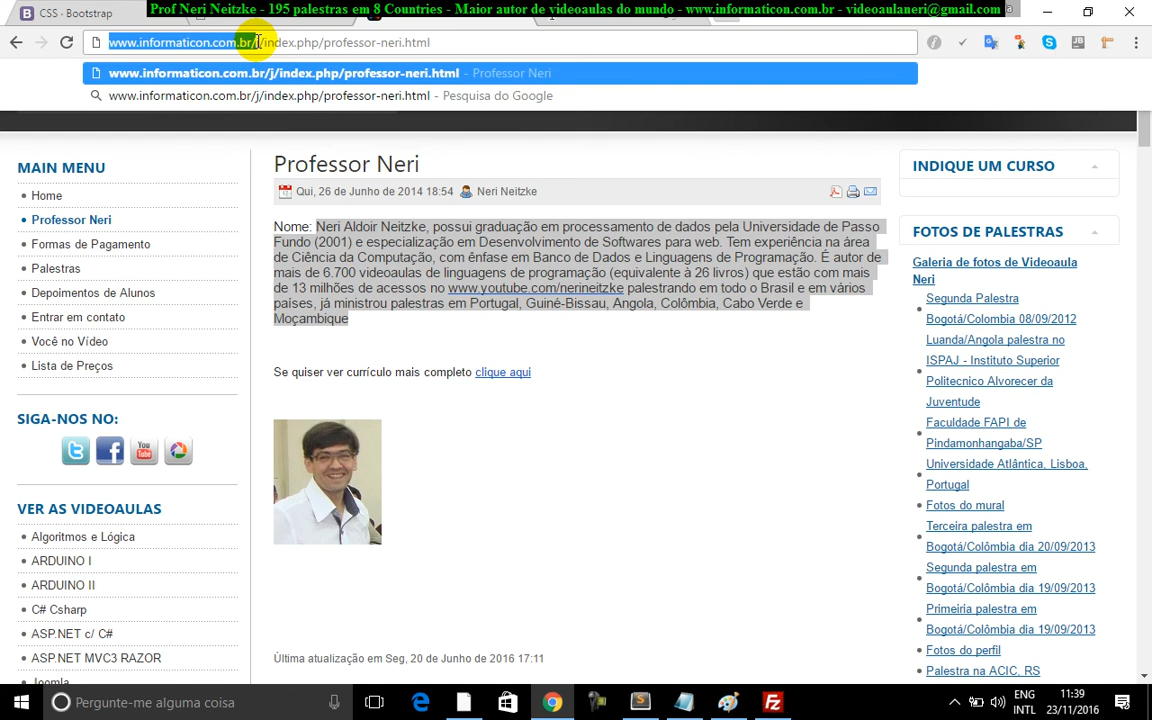 Prof Neri Neitzke - 195 palestras em 8 Countries - Maior autor de videoaulas do mundo - www.informaticon.com.br - videoaulaneri@gmail.com
CSS · Bootstrap
www.informaticon.com.br/j/index.php/professor-neri.html
www.informaticon.com.br/j/index.php/professor-neri.html - Professor Neri
www.informaticon.com.br/j/index.php/professor-neri.html - Pesquisa do Google
MAIN MENU
Home
Professor Neri
Formas de Pagamento
Palestras
Depoimentos de Alunos
Entrar em contato
Você no Vídeo
Lista de Preços
SIGA-NOS NO:
You Tube
VER AS VIDEOAULAS
Algoritmos e Lógica
ARDUINO I
ARDUINO II
C# Csharp
ASP.NET c/ C#
ASP.NET MVC3 RAZOR
Joomla
Professor Neri
Qui, 26 de Junho de 2014 18:54 Neri Neitzke
Nome: Neri Aldoir Neitzke, possui graduação em processamento de dados pela Universidade de Passo
Fundo (2001) e especialização em Desenvolvimento de Softwares para web. Tem experiência na área
de Ciência da Computação, com ênfase em Banco de Dados e Linguagens de Programação. É autor de
mais de 6.700 videoaulas de linguagens de programação (equivalente à 26 livros) que estão com mais
de 13 milhões de acessos no www.youtube.com/nerineitzke palestrando em todo o Brasil e em vários
países, já ministrou palestras em Portugal, Guiné-Bissau, Angola, Colômbia, Cabo Verde e
Moçambique
Se quiser ver currículo mais completo clique aqui
Última atualização em Seg, 20 de Junho de 2016 17:11
INDIQUE UM CURSO
FOTOS DE PALESTRAS
Galeria de fotos de Videoaula
Neri
Segunda Palestra
Bogotá/Colombia 08/09/2012
Luanda/Angola palestra no
ISPAJ - Instituto Superior
Politecnico Alvorecer da
Juventude
Faculdade FAPI de
Pindamonhangaba/SP
Universidade Atlântica, Lisboa,
Portugal
Fotos do mural
Terceira palestra em
Bogotá/Colômbia dia 20/09/2013
Segunda palestra em
Bogotá/Colômbia dia 19/09/2013
Primeiria palestra em
Bogotá/Colômbia dia 19/09/2013
Fotos do perfil
Palestra na ACIC, RS
Pergunte-me alguma coisa
ENG
INTL
11:39
23/11/2016